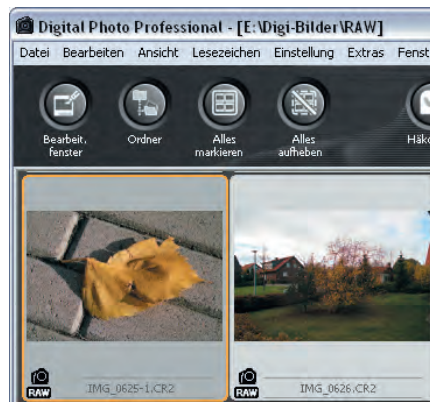 Digital Photo Professional - [E:\Digi-Bilder\RAW]
Datei Bearbeiten Ansicht Lesezeichen Einstellung Extras Fenst
Bearbeit. Ordner Alles Alles Häko
fenster markieren aufheben
RAW IMG_0625-1.CR2 RAW IMG_0626.CR2